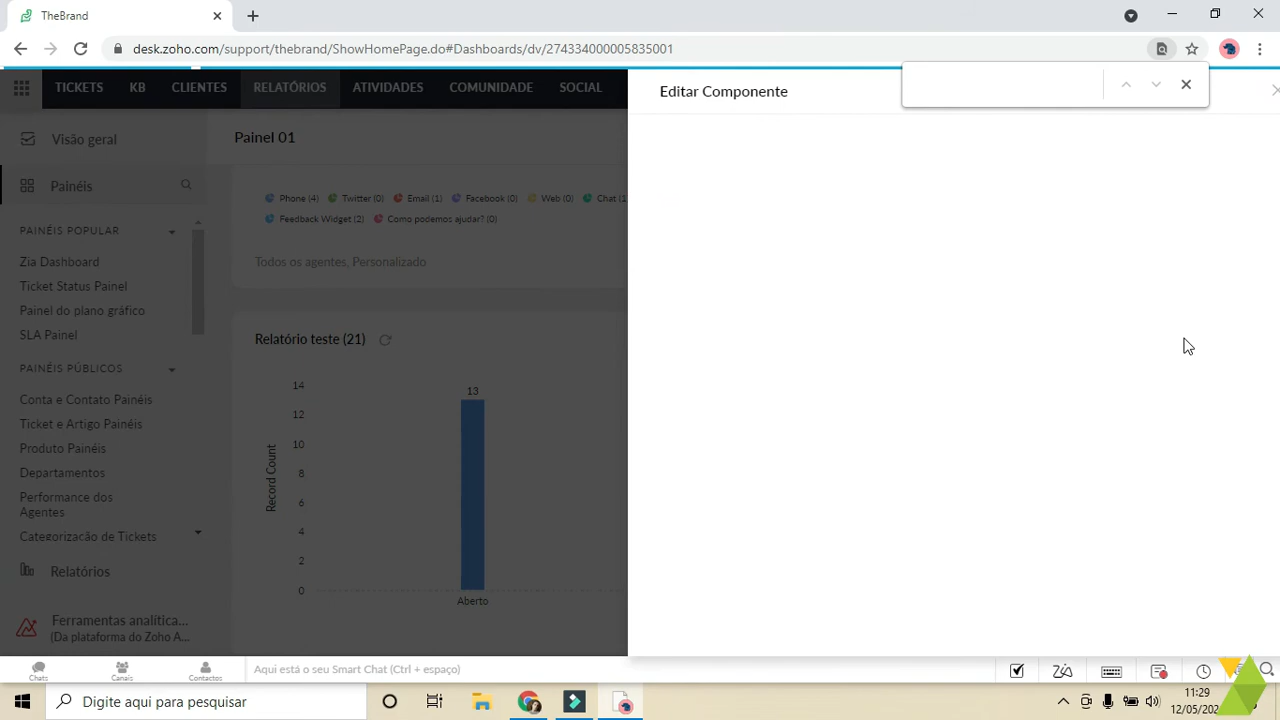 TheBrand
desk.zoho.com/support/thebrand/ShowHomePage.do#Dashboards/dv/274334000005835001
TICKETS KB CLIENTES RELATÓRIOS ATIVIDADES COMUNIDADE SOCIAL
Editar Componente
Visão geral
Painel 01
Painéis
Phone (4) Twitter (0) Email (1) Facebook (0) Web (0) Chat (1
Feedback Widget (2) Como podemos ajudar? (0)
PAINÉIS POPULAR
Zia Dashboard
Todos os agentes, Personalizado
Ticket Status Painel
Painel do plano gráfico
SLA Painel
Relatório teste (21)
PAINÉIS PÚBLICOS
Conta e Contato Painéis
Ticket e Artigo Painéis
Produto Painéis
Departamentos
Performance dos
Agentes
Categorização de Tickets
14
13
12
10
8
6
4
2
0
Record Count
Aberto
Relatórios
Ferramentas analítica...
(Da plataforma do Zoho A...
Chats Canais Contactos
Aqui está o seu Smart Chat (Ctrl + espaço)
Digite aqui para pesquisar
11:29
12/05/202